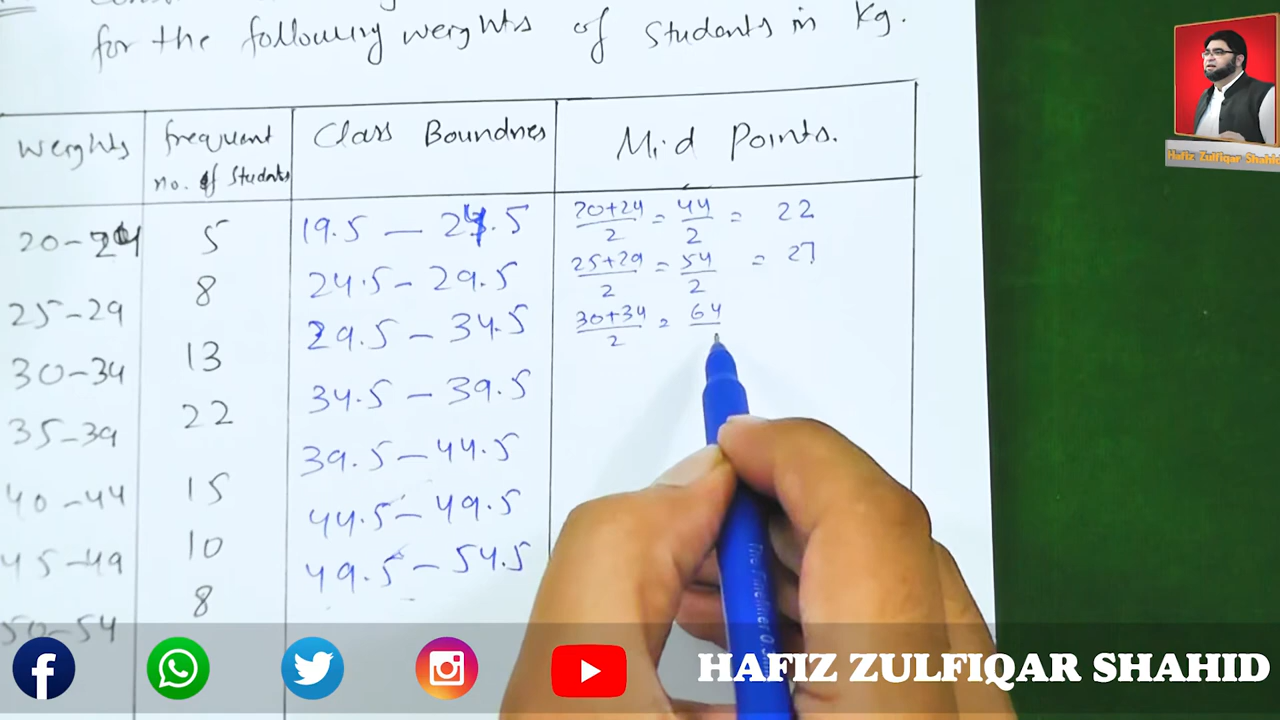 for the following weights of students in Kg.
Weights
frequent
no. of Students
Class Boundries
Mid Points.
20-24 5 19.5 — 24.5 20+24/2 = 44/2 = 22
25-29 8 24.5 - 29.5 25+29/2 = 54/2 = 27
30-34 13 29.5 - 34.5 30+34/2 = 64
35-39 22 34.5 - 39.5
40-44 15 39.5 - 44.5
45-49 10 44.5 - 49.5
50-54 8 49.5 - 54.5
Hafiz Zulfiqar Shahid
HAFIZ ZULFIQAR SHAHID